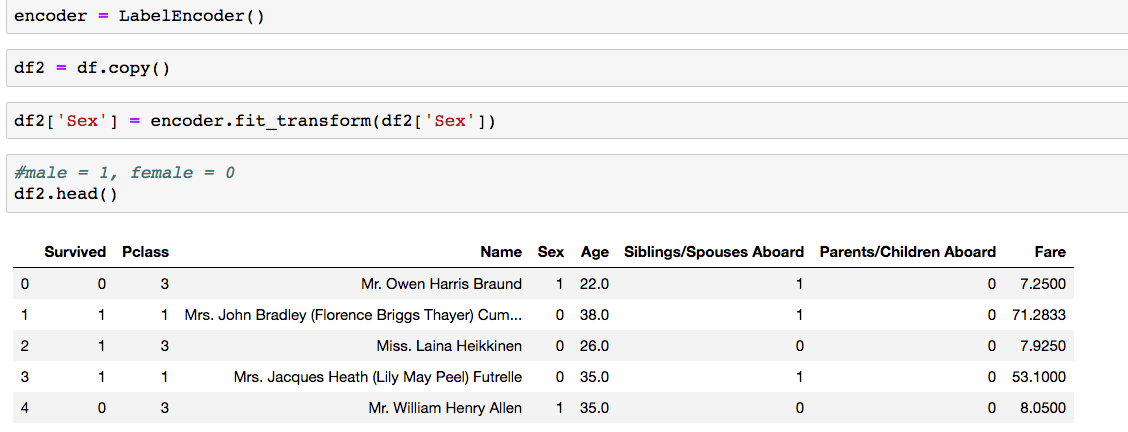 encoder = LabelEncoder()
df2 = df.copy()
df2['Sex'] = encoder.fit_transform(df2['Sex'])
#male = 1, female = 0
df2.head()
Survived Pclass Name Sex Age Siblings/Spouses Aboard Parents/Children Aboard Fare
0 0 3 Mr. Owen Harris Braund 1 22.0 1 0 7.2500
1 1 1 Mrs. John Bradley (Florence Briggs Thayer) Cum... 0 38.0 1 0 71.2833
2 1 3 Miss. Laina Heikkinen 0 26.0 0 0 7.9250
3 1 1 Mrs. Jacques Heath (Lily May Peel) Futrelle 0 35.0 1 0 53.1000
4 0 3 Mr. William Henry Allen 1 35.0 0 0 8.0500